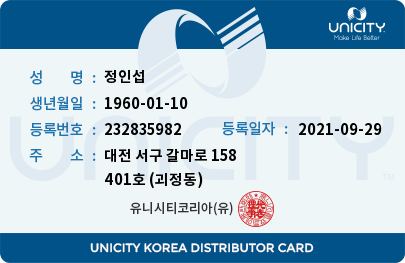 UNICITY
Make Life Better
성 명 : 정인섭
생년월일 : 1960-01-10
등록번호 : 232835982 등록일자 : 2021-09-29
주 소 : 대전 서구 갈마로 158
401호 (괴정동)
유니시티코리아(유)
UNICITY
UNICITY KOREA DISTRIBUTOR CARD